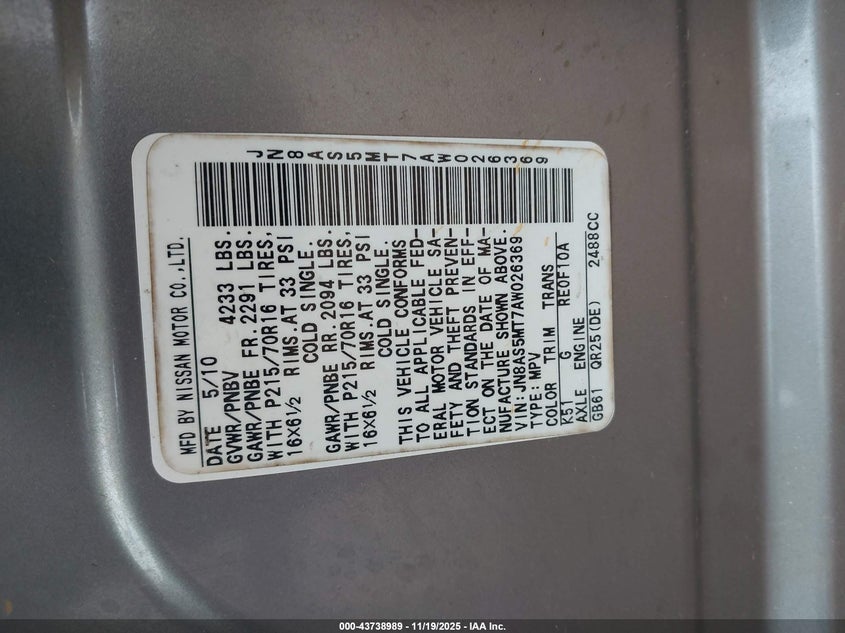 JN8AS5MT7AW026369
MFD BY NISSAN MOTOR CO.,LTD.
DATE 5/10
GVWR/PNBV 4233 LBS.
GAWR/PNBE FR.2291 LBS.
WITH P215/70R16 TIRES,
16X6½ RIMS.AT 33 PSI
COLD SINGLE.
GAWR/PNBE RR.2094 LBS.
WITH P215/70R16 TIRES,
16X6½ RIMS.AT 33 PSI
COLD SINGLE.
THIS VEHICLE CONFORMS
TO ALL APPLICABLE FED-
ERAL MOTOR VEHICLE SA-
FETY AND THEFT PREVEN-
TION STANDARDS IN EFF-
ECT ON THE DATE OF MA-
NUFACTURE SHOWN ABOVE.
VIN:JN8AS5MT7AW026369
TYPE:MPV
COLOR TRIM TRANS
K51 G RE0F10A
AXLE ENGINE
GB61 QR25(DE) 2488CC
000-43738989 - 11/19/2025 - IAA Inc.